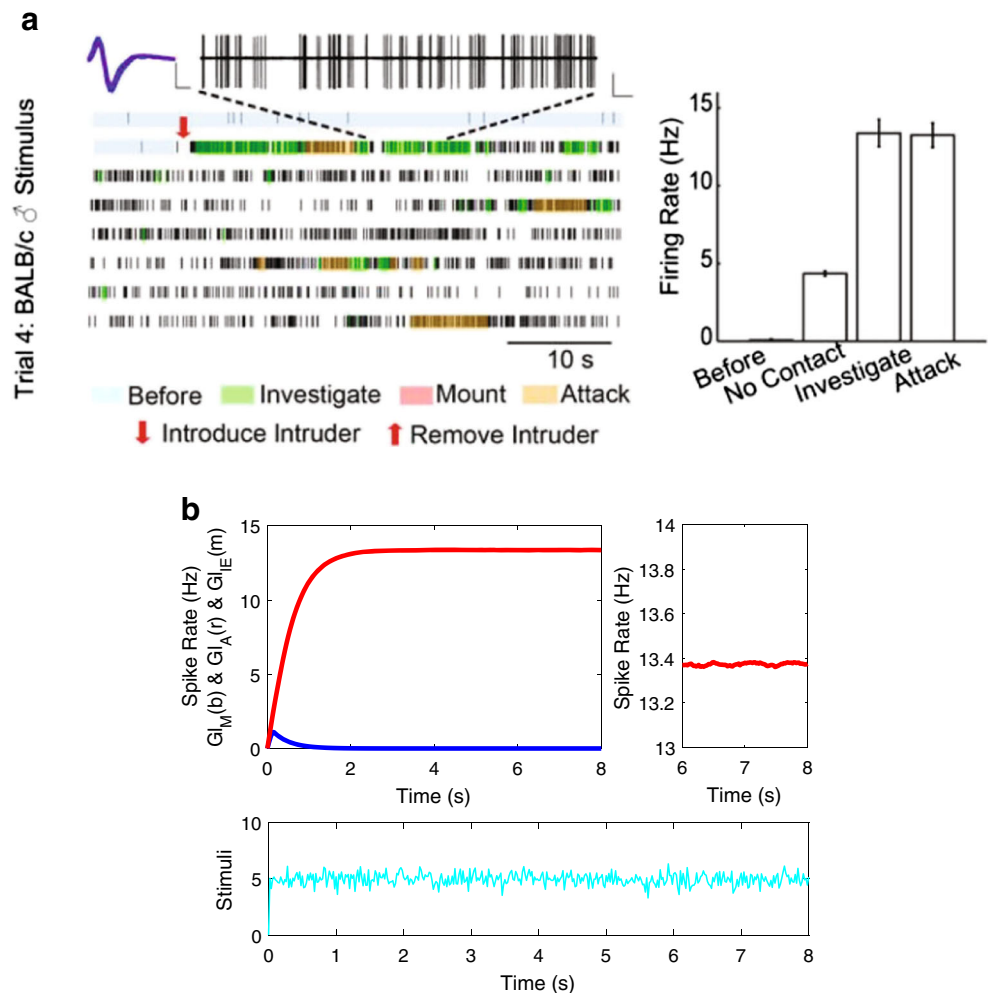 a
Trial 4: BALB/c ♂ Stimulus
10 s
Before Investigate Mount Attack
Introduce Intruder Remove Intruder
Firing Rate (Hz)
15
10
5
0
Before
No Contact
Investigate
Attack
b
Spike Rate (Hz)
GI_M(b) & GI_A(r) & GI_IE(m)
15
10
5
0
0 2 4 6 8
Time (s)
Spike Rate (Hz)
14
13.8
13.6
13.4
13.2
13
6 7 8
Time (s)
Stimuli
10
5
0
0 1 2 3 4 5 6 7 8
Time (s)